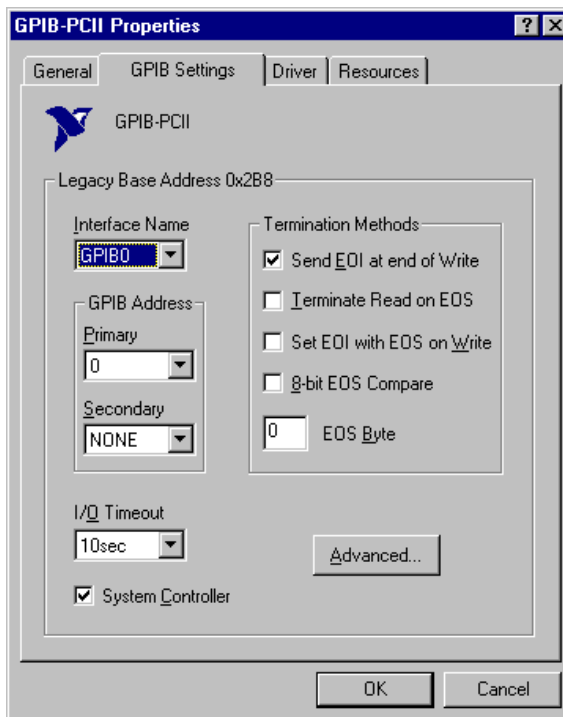 GPIB-PCII Properties
General
GPIB Settings
Driver
Resources
GPIB-PCII
Legacy Base Address 0x2B8
Interface Name
GPIB0
GPIB Address
Primary
0
Secondary
NONE
Termination Methods
Send EOI at end of Write
Terminate Read on EOS
Set EOI with EOS on Write
8-bit EOS Compare
0 EOS Byte
I/O Timeout
10sec
System Controller
Advanced...
OK
Cancel